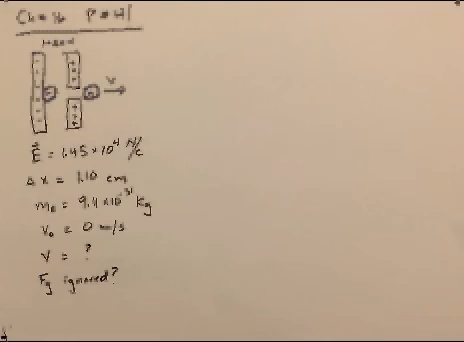 Ch = 16 P = 41
E⃗ = 1.45 × 10⁴ N/C
Δx = 1.10 cm
mₑ = 9.11 × 10⁻³¹ Kg
V₀ = 0 m/s
V = ?
Fg ignored?